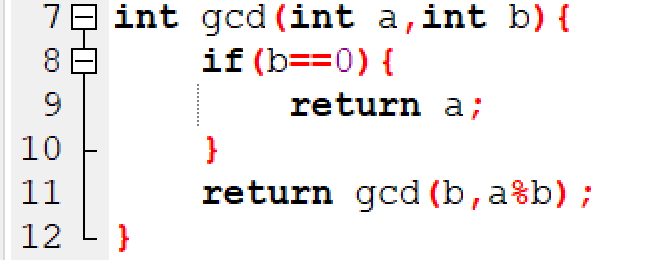 7 int gcd(int a,int b){
8     if(b==0){
9         return a;
10     }
11     return gcd(b,a%b);
12 }